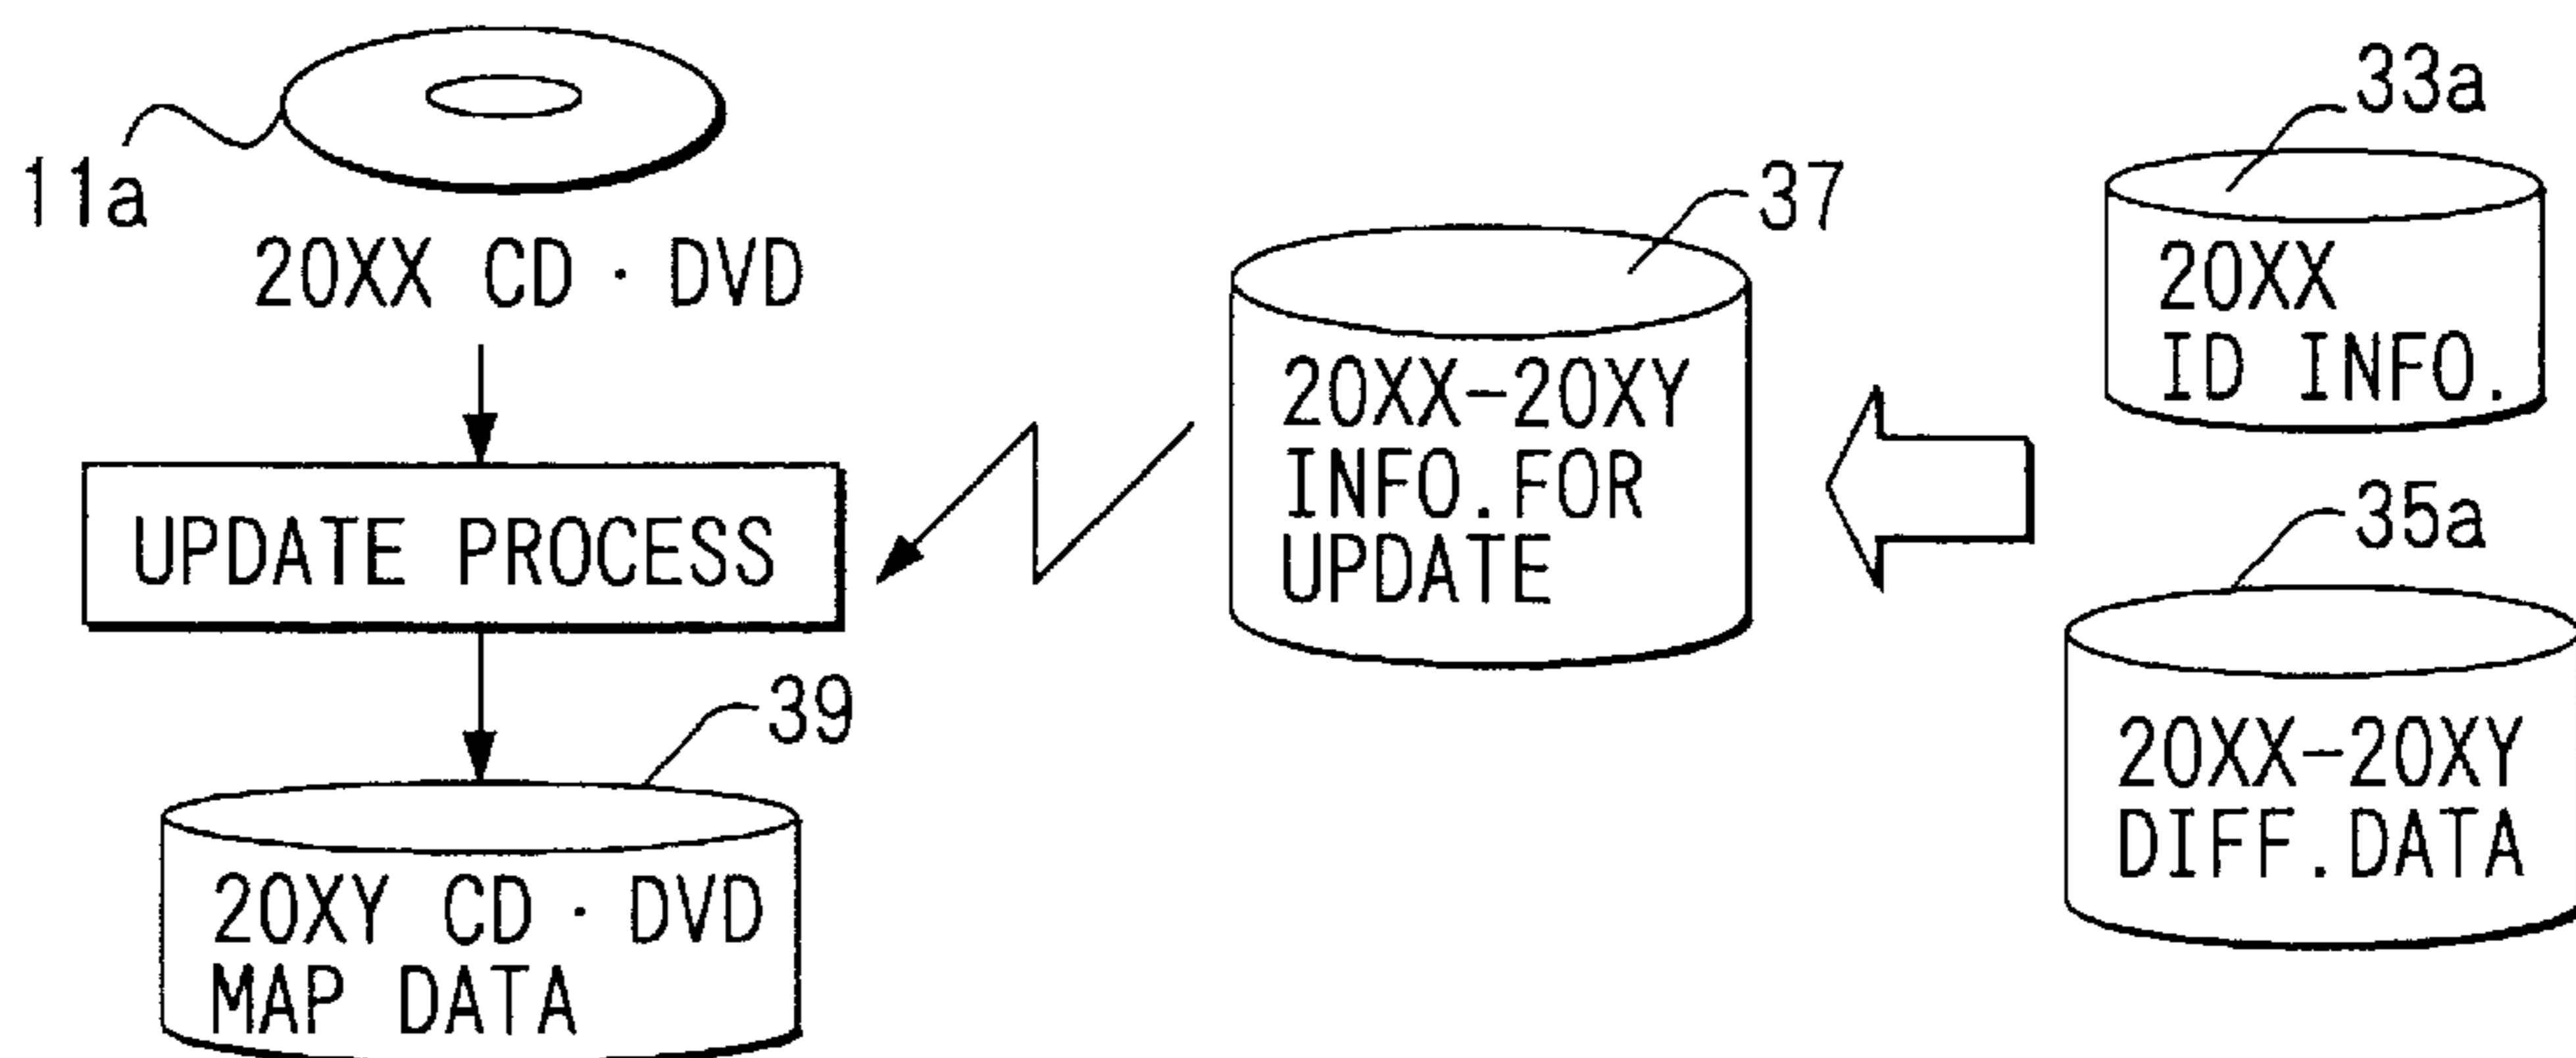 11a
20XX CD · DVD
UPDATE PROCESS
39
20XY CD · DVD
MAP DATA
37
20XX-20XY
INFO.FOR
UPDATE
33a
20XX
ID INFO.
35a
20XX-20XY
DIFF.DATA